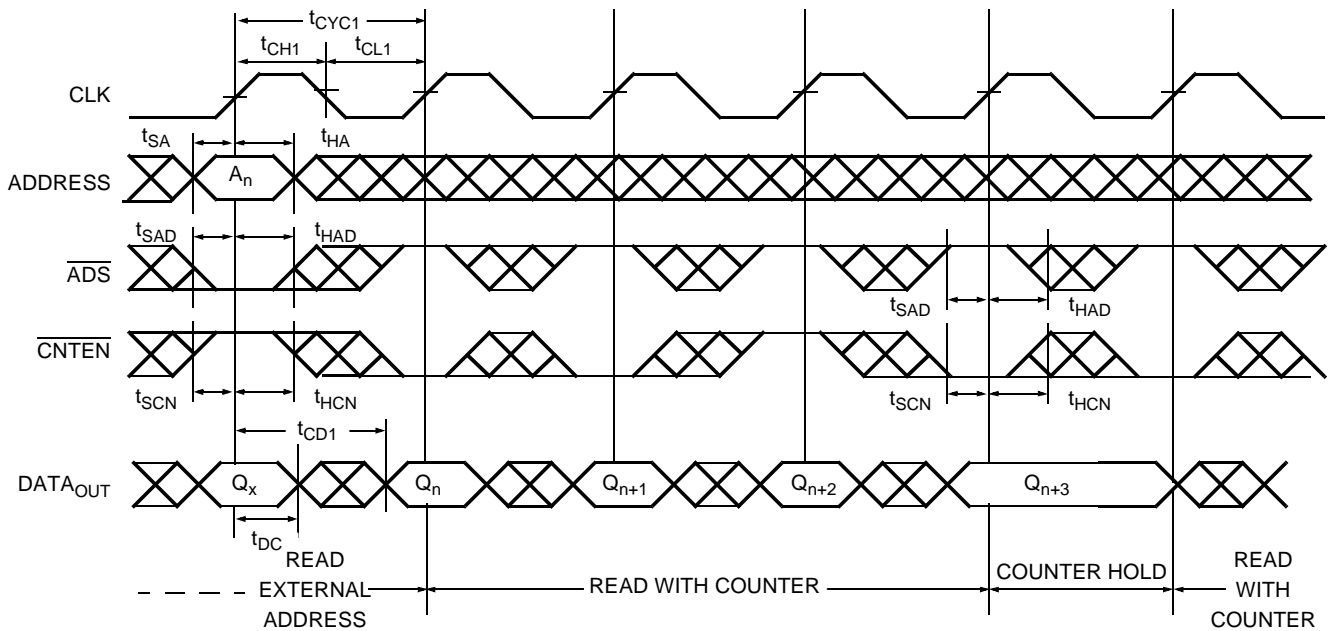 tCYC1
tCH1 tCL1
CLK
tSA tHA
ADDRESS An
tSAD tHAD
ADS
tSAD tHAD
CNTEN
tSCN tHCN tSCN tHCN
tCD1
DATAOUT Qx Qn Qn+1 Qn+2 Qn+3
tDC
READ EXTERNAL ADDRESS
READ WITH COUNTER
COUNTER HOLD
READ WITH COUNTER